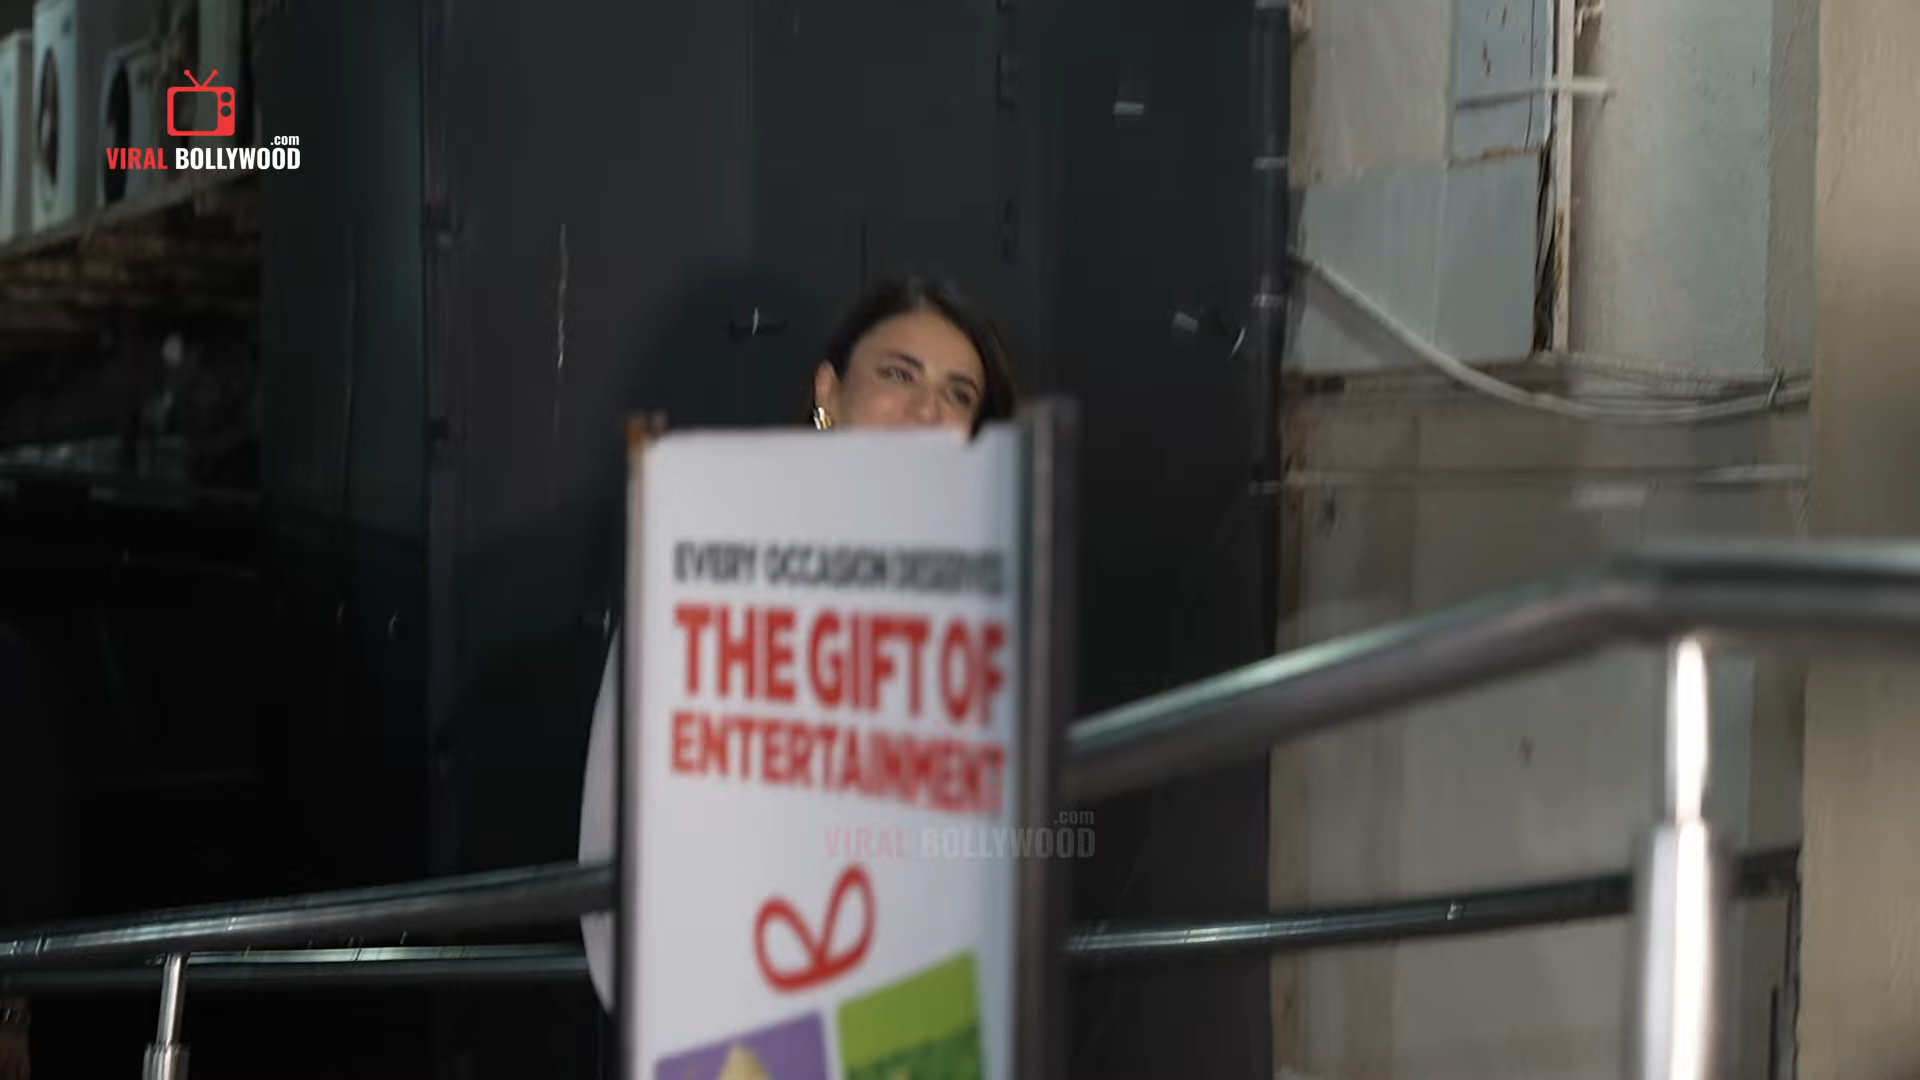 .com
VIRAL BOLLYWOOD
EVERY OCCASION DESERVES
THE GIFT OF
ENTERTAINMENT
.com
VIRAL BOLLYWOOD